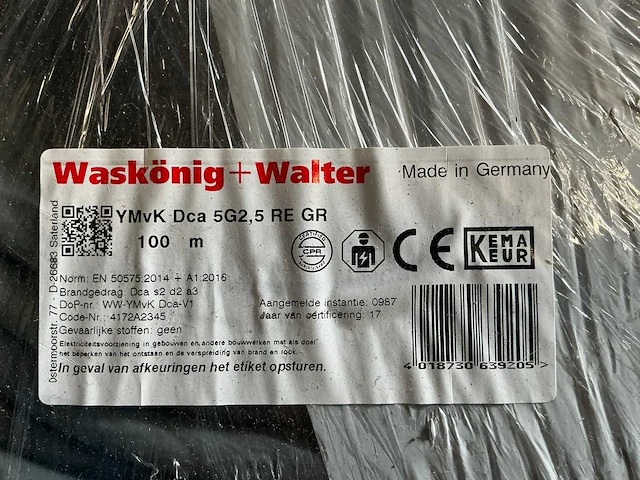 Waskönig+Walter
Made in Germany
YMvK Dca 5G2,5 RE GR
100 m
CPR
CE
KEMA
KEUR
Norm: EN 50575:2014 + A1:2016
Brandgedrag: Dca s2 d2 a3
DoP-nr.: WW-YMvK Dca-V1
Aangemelde instantie: 0987
Code-Nr.: 4172A2345
Jaar van certificering: 17
Gevaarlijke stoffen: geen
Elektriciteitsvoorziening in gebouwen en andere bouwwerken met als doel
het beperken van het ontstaan en de verspreiding van brand en rook.
In geval van afkeuringen het etiket opsturen.
4 018730 639205 >
Ostermoorstr. 77 · D-26683 Saterland